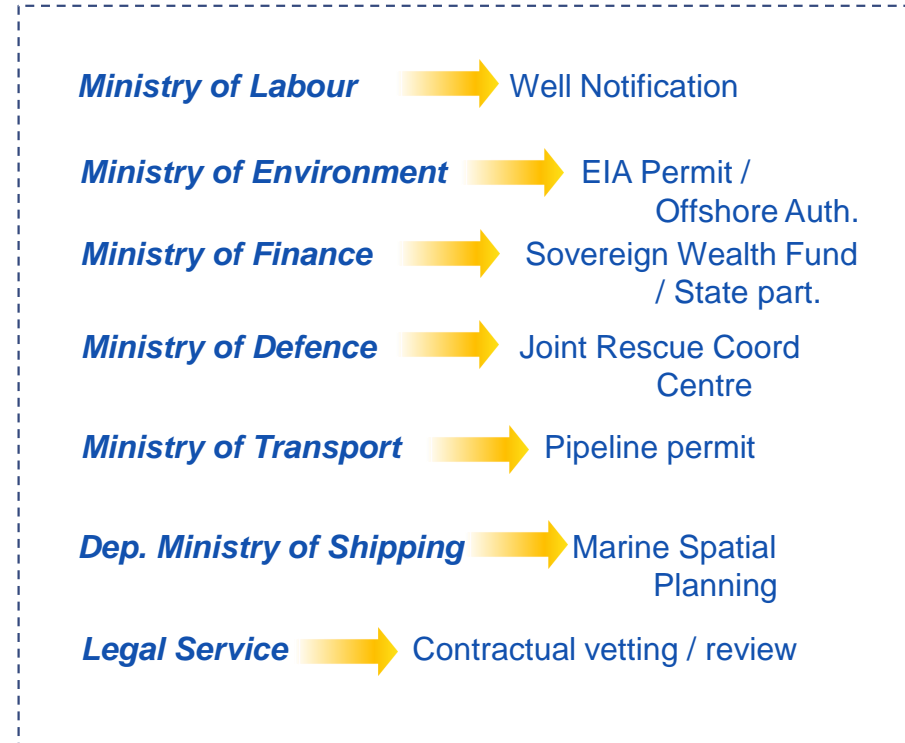 Ministry of Labour Well Notification
Ministry of Environment EIA Permit /
Offshore Auth.
Ministry of Finance Sovereign Wealth Fund
/ State part.
Ministry of Defence Joint Rescue Coord
Centre
Ministry of Transport Pipeline permit
Dep. Ministry of Shipping Marine Spatial
Planning
Legal Service Contractual vetting / review